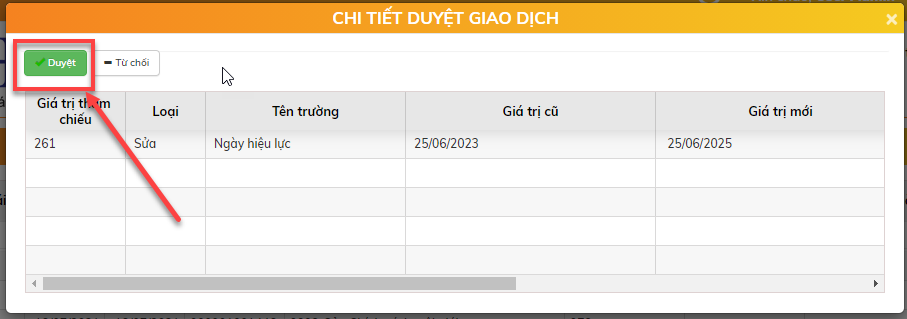 CHI TIẾT DUYỆT GIAO DỊCH
Duyệt
Từ chối
Giá trị tham
chiếu
Loại
Tên trường
Giá trị cũ
Giá trị mới
261
Sửa
Ngày hiệu lực
25/06/2023
25/06/2025